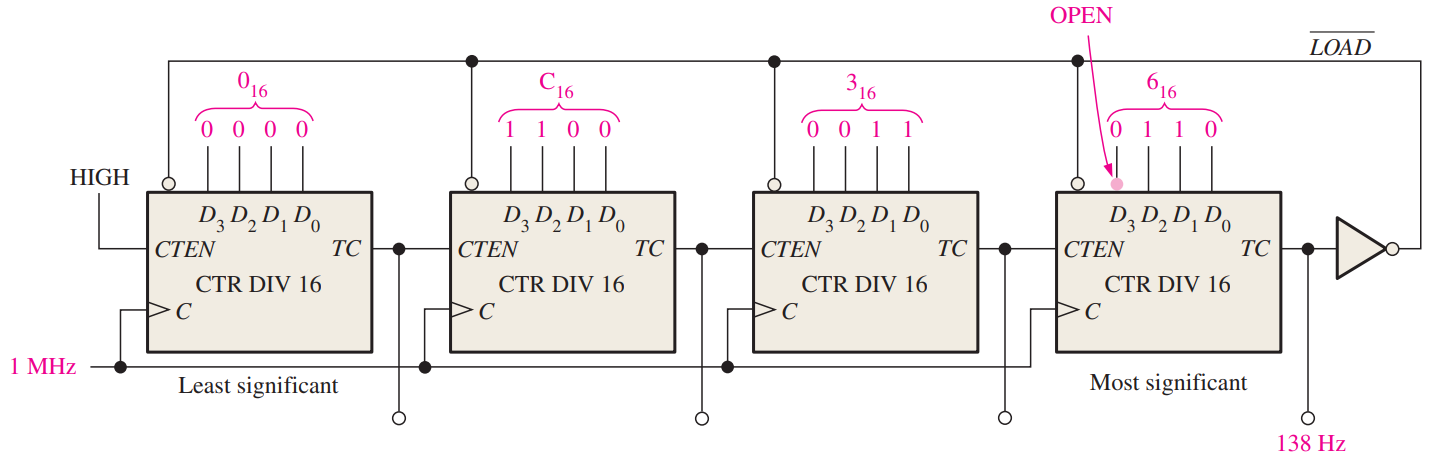 OPEN
LOAD
0₁₆ C₁₆ 3₁₆ 6₁₆
0 0 0 0 1 1 0 0 0 0 1 1 0 1 1 0
HIGH
D₃ D₂ D₁ D₀ D₃ D₂ D₁ D₀ D₃ D₂ D₁ D₀ D₃ D₂ D₁ D₀
CTEN TC CTEN TC CTEN TC CTEN TC
CTR DIV 16 CTR DIV 16 CTR DIV 16 CTR DIV 16
C C C C
1 MHz
Least significant Most significant
138 Hz